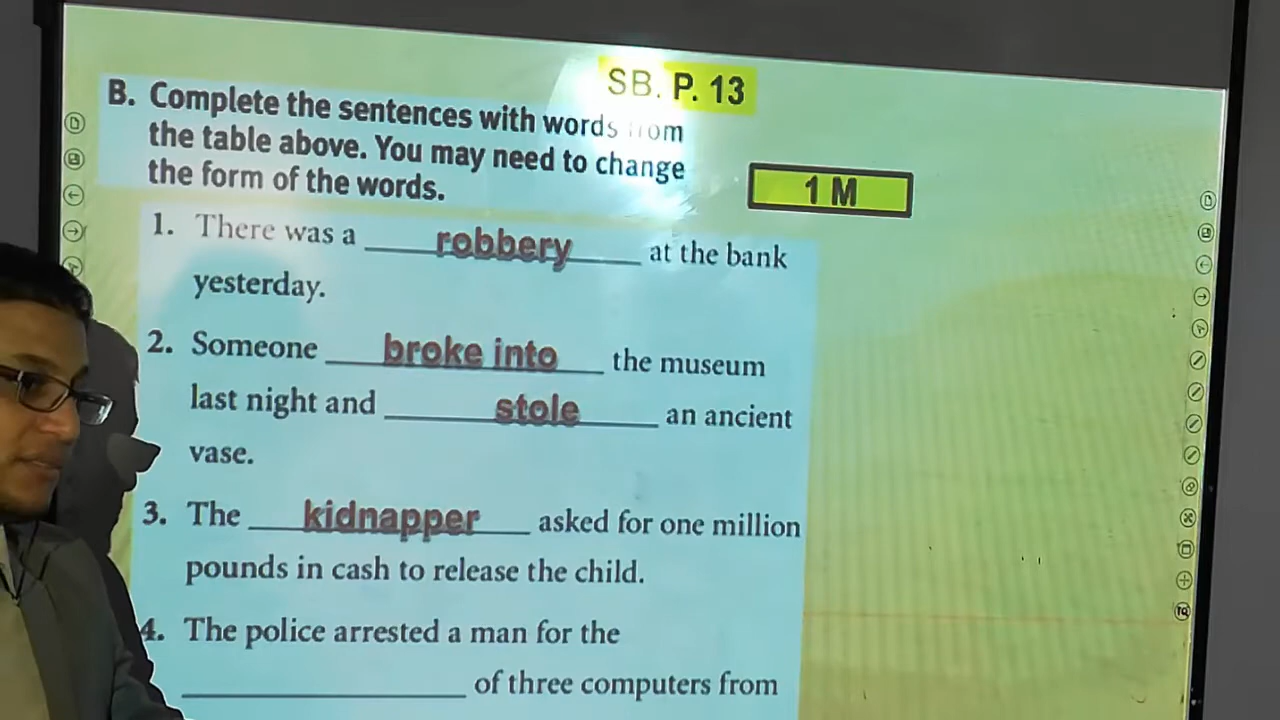 SB. P. 13
B. Complete the sentences with words from
the table above. You may need to change
the form of the words.
1 M
1. There was a robbery at the bank
yesterday.
2. Someone broke into the museum
last night and stole an ancient
vase.
3. The kidnapper asked for one million
pounds in cash to release the child.
4. The police arrested a man for the
of three computers from